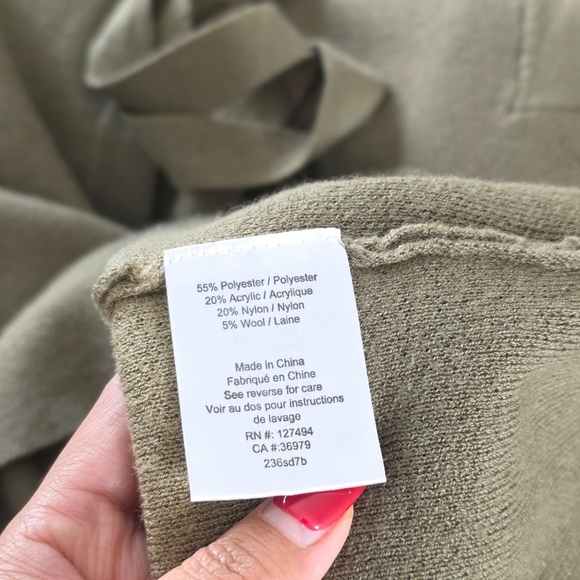 55% Polyester / Polyester
20% Acrylic / Acrylique
20% Nylon / Nylon
5% Wool / Laine
Made in China
Fabriqué en Chine
See reverse for care
Voir au dos pour instructions
de lavage
RN #: 127494
CA #:36979
236sd7b